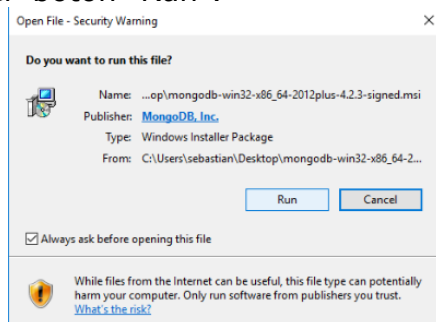 Open File - Security Warning
Do you want to run this file?
Name: ...op\mongodb-win32-x86_64-2012plus-4.2.3-signed.msi
Publisher: MongoDB, Inc.
Type: Windows Installer Package
From: C:\Users\sebastian\Desktop\mongodb-win32-x86_64-2...
Run Cancel
Always ask before opening this file
While files from the Internet can be useful, this file type can potentially
harm your computer. Only run software from publishers you trust.
What's the risk?